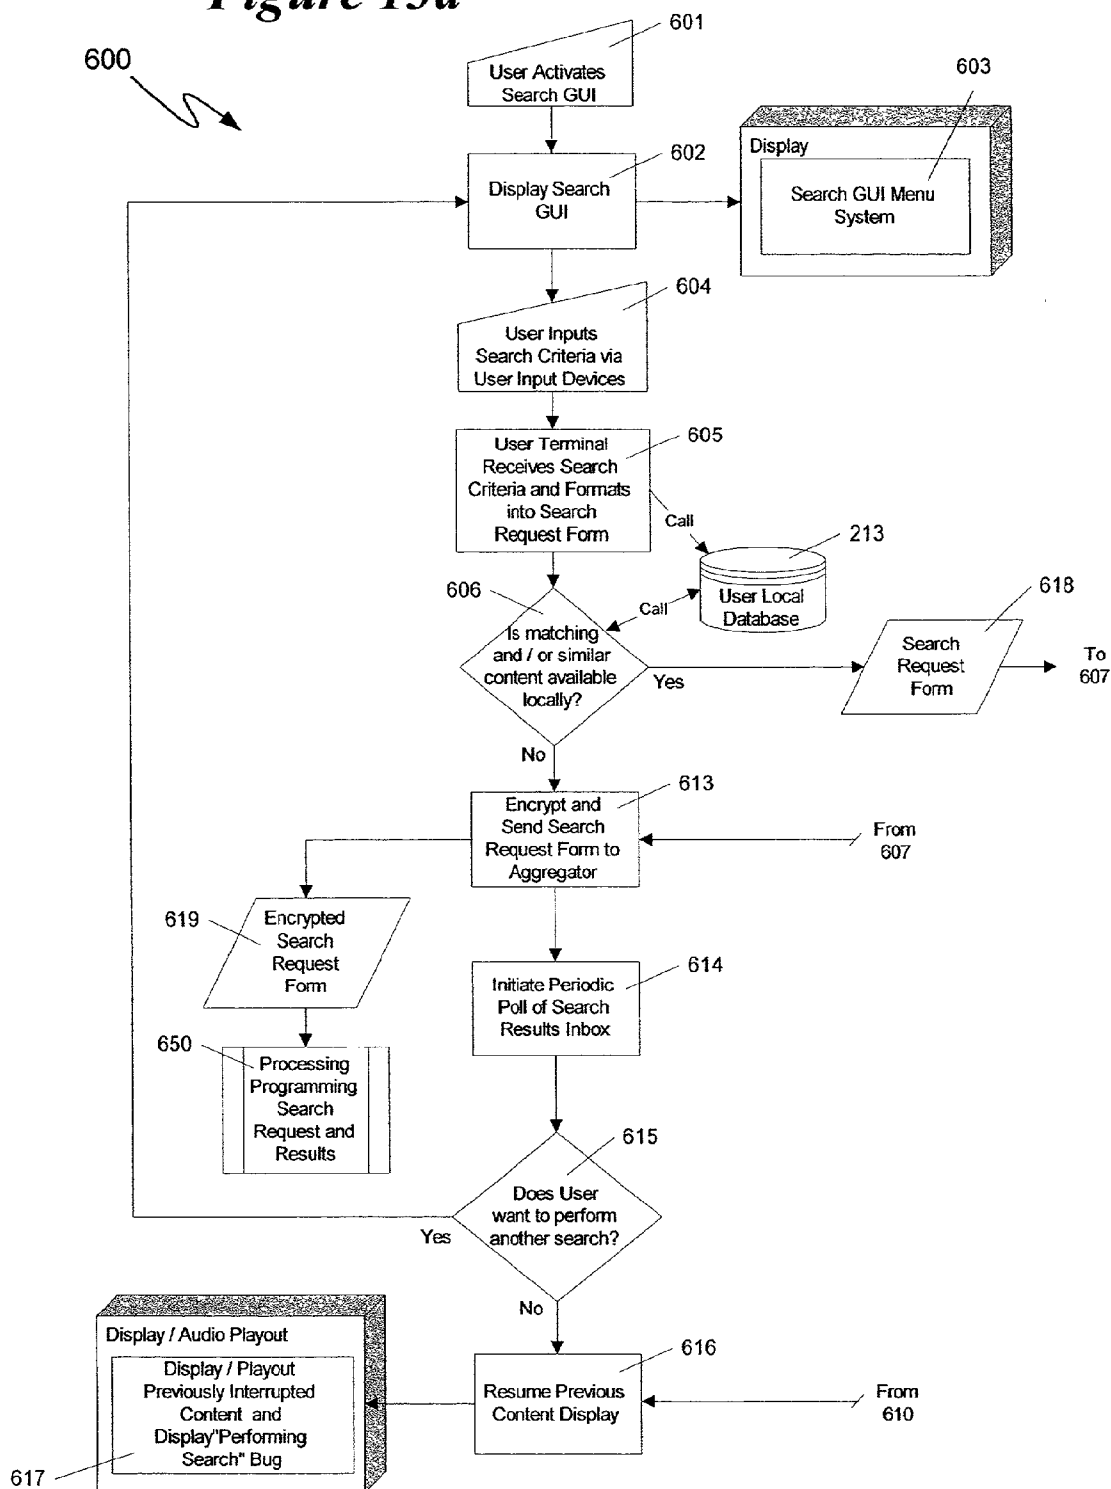 Figure 13a
600
601
User Activates
Search GUI
602
Display Search
GUI
603
Display
Search GUI Menu
System
604
User Inputs
Search Criteria via
User Input Devices
605
User Terminal
Receives Search
Criteria and Formats
into Search
Request Form
Call
213
User Local
Database
Call
606
Is matching
and / or similar
content available
locally?
Yes
618
Search
Request
Form
To
607
No
613
Encrypt and
Send Search
Request Form to
Aggregator
From
607
619
Encrypted
Search
Request
Form
614
Initiate Periodic
Poll of Search
Results Inbox
650
Processing
Programming
Search
Request and
Results
615
Does User
want to perform
another search?
Yes
No
616
Resume Previous
Content Display
From
610
Display / Audio Playout
Display / Playout
Previously Interrupted
Content and
Display"Performing
Search" Bug
617